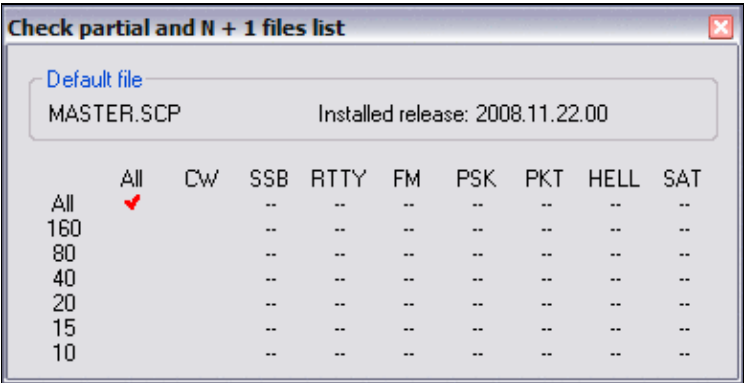 Check partial and N + 1 files list
Default file
MASTER.SCP Installed release: 2008.11.22.00
All CW SSB RTTY FM PSK PKT HELL SAT
All -- -- -- -- -- -- --
160 -- -- -- -- -- -- --
80 -- -- -- -- -- -- --
40 -- -- -- -- -- -- --
20 -- -- -- -- -- -- --
15 -- -- -- -- -- -- --
10 -- -- -- -- -- -- --